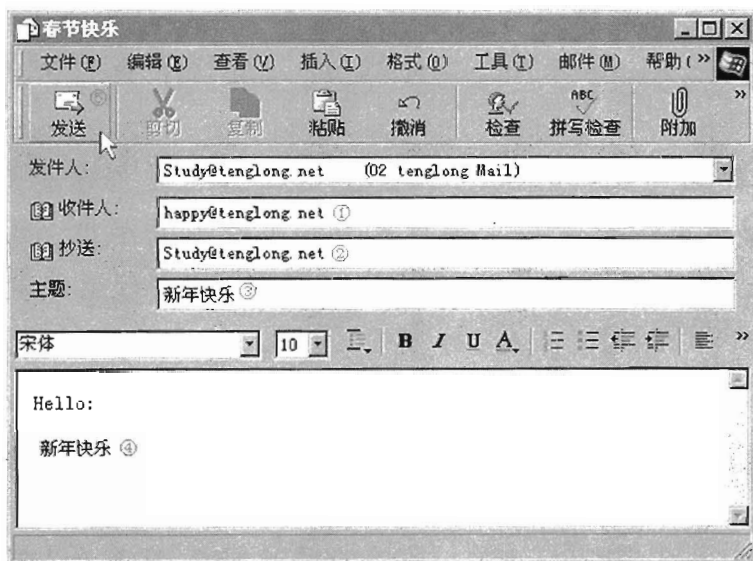 春节快乐
文件(F) 编辑(E) 查看(V) 插入(I) 格式(O) 工具(T) 邮件(M) 帮助( »
发送 ⑤ 剪切 复制 粘贴 撤消 检查 ABC 拼写检查 附加 »
发件人: Study@tenglong.net (02 tenglong Mail)
收件人: happy@tenglong.net ①
抄送: Study@tenglong.net ②
主题: 新年快乐 ③
宋体 10 B I U A »
Hello:
新年快乐 ④